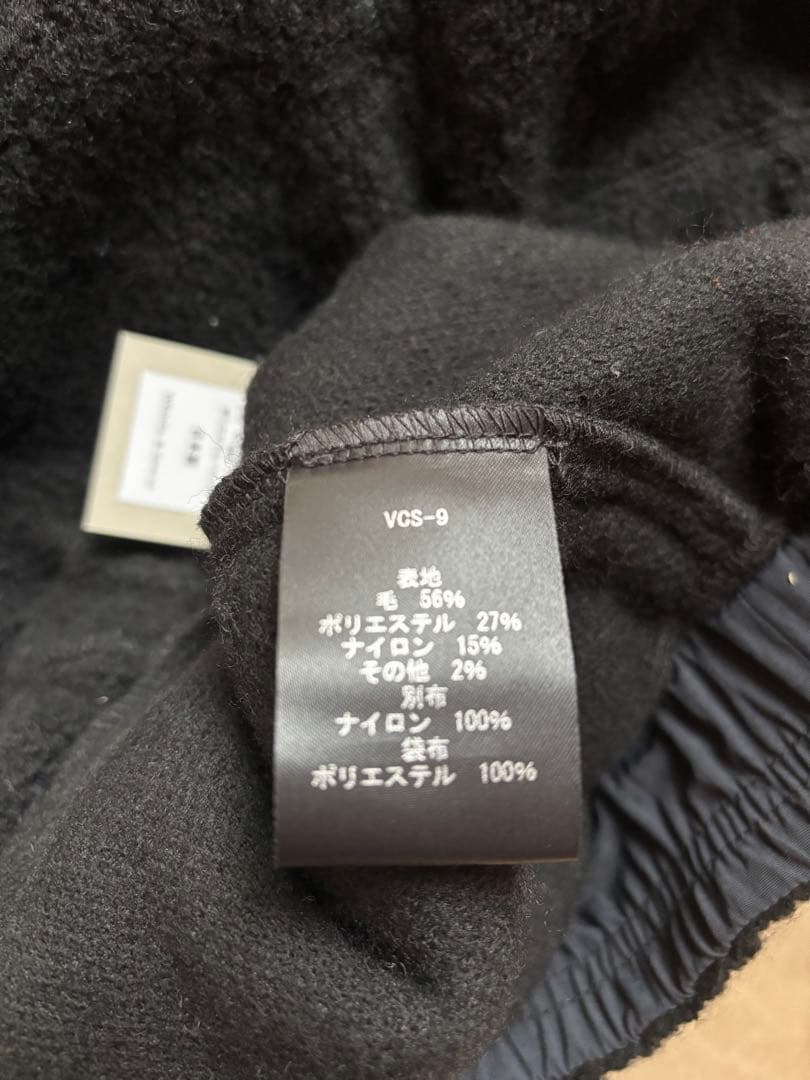 VCS-9
表地
毛 56%
ポリエステル 27%
ナイロン 15%
その他 2%
別布
ナイロン 100%
袋布
ポリエステル 100%